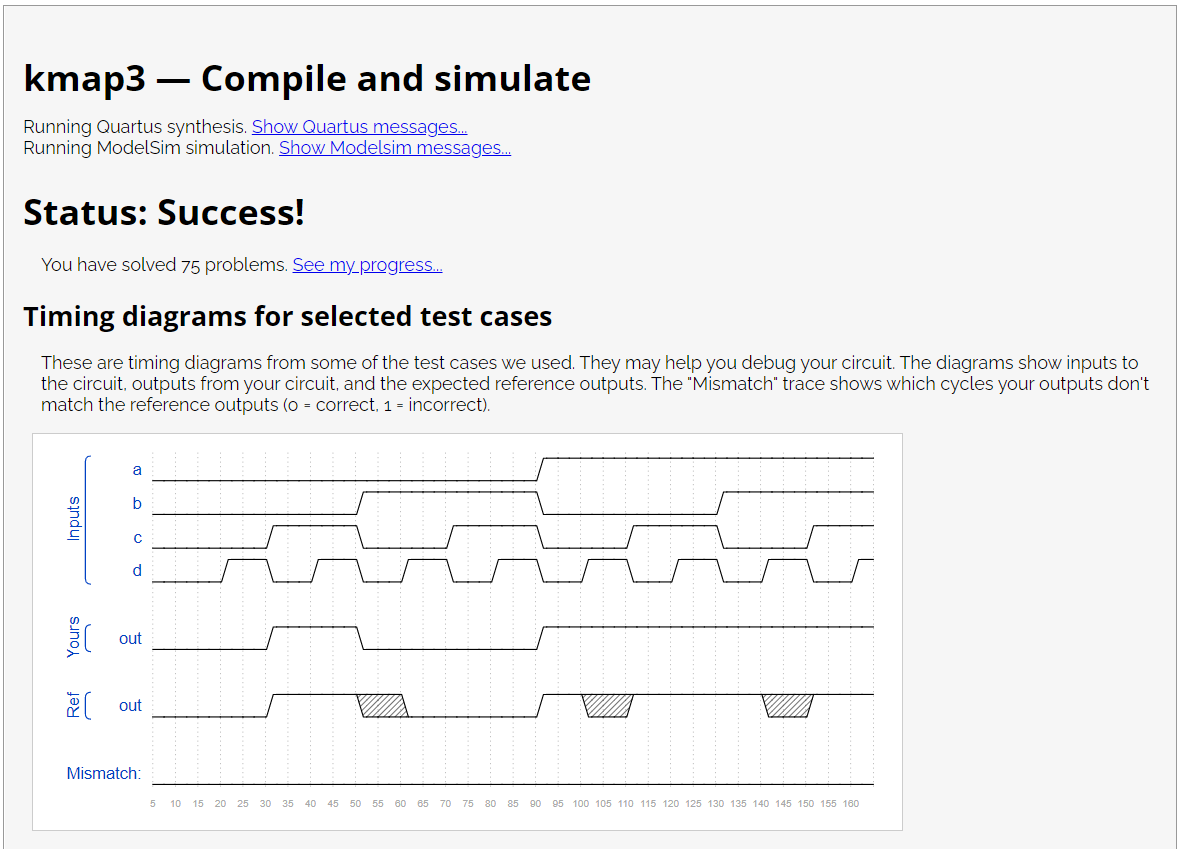 kmap3 — Compile and simulate
Running Quartus synthesis. Show Quartus messages...
Running ModelSim simulation. Show Modelsim messages...
Status: Success!
You have solved 75 problems. See my progress...
Timing diagrams for selected test cases
These are timing diagrams from some of the test cases we used. They may help you debug your circuit. The diagrams show inputs to
the circuit, outputs from your circuit, and the expected reference outputs. The "Mismatch" trace shows which cycles your outputs don't
match the reference outputs (0 = correct, 1 = incorrect).
Inputs
a
b
c
d
Yours
out
Ref
out
Mismatch:
5 10 15 20 25 30 35 40 45 50 55 60 65 70 75 80 85 90 95 100 105 110 115 120 125 130 135 140 145 150 155 160